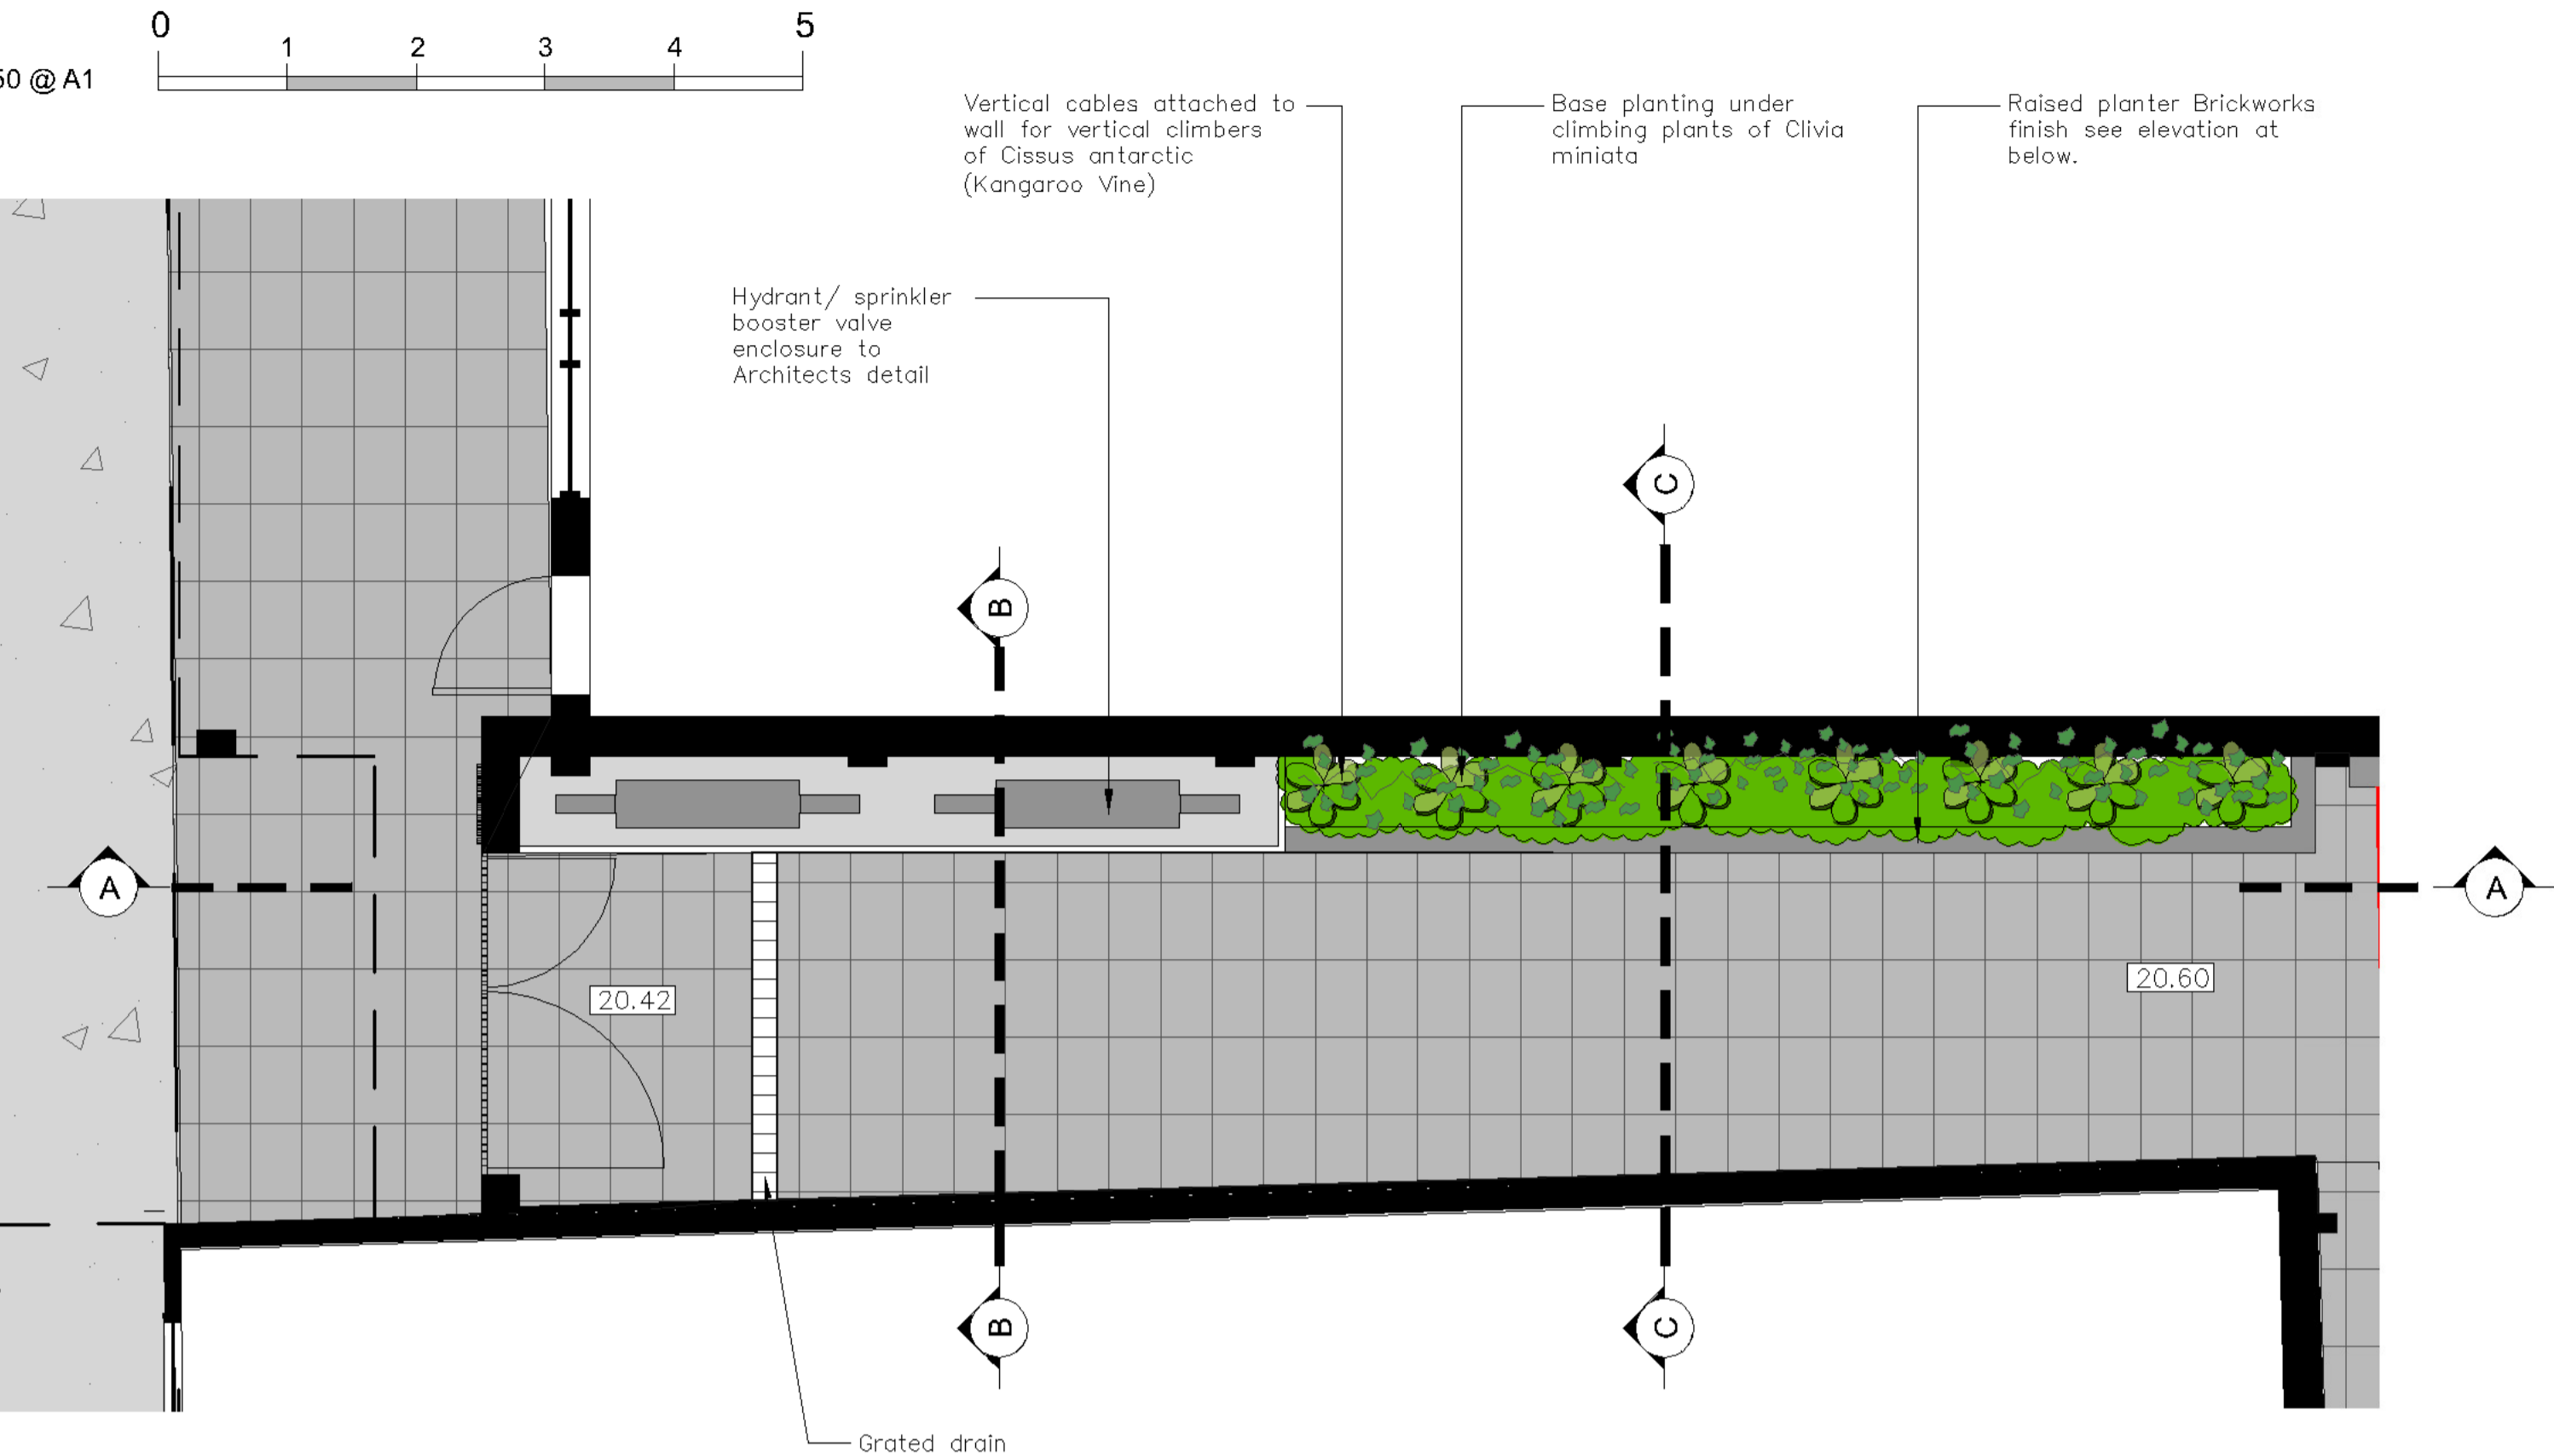 0
5
1
2
3
4
50 @ A1
Vertical cables attached to
wall for vertical climbers
of Cissus antarctic
(Kangaroo Vine)
Base planting under
climbing plants of Clivia
miniata
Raised planter Brickworks
finish see elevation at
below.
Hydrant/ sprinkler
booster valve
enclosure to
Architects detail
C
B
A
A
20.42
20.60
B
C
Grated drain